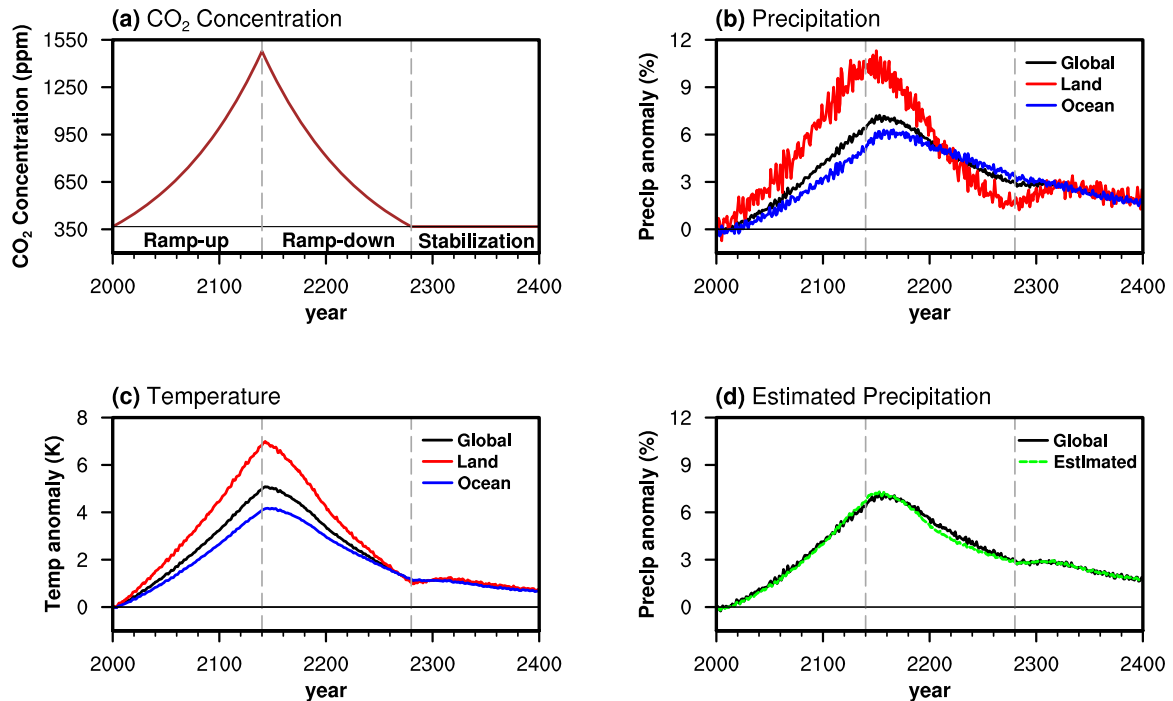 (a) CO₂ Concentration
CO₂ Concentration (ppm)
1550
1250
950
650
350
Ramp-up
Ramp-down
Stabilization
2000 2100 2200 2300 2400
year
(b) Precipitation
Precip anomaly (%)
12
9
6
3
0
Global
Land
Ocean
2000 2100 2200 2300 2400
year
(c) Temperature
Temp anomaly (K)
8
6
4
2
0
Global
Land
Ocean
2000 2100 2200 2300 2400
year
(d) Estimated Precipitation
Precip anomaly (%)
12
9
6
3
0
Global
Estimated
2000 2100 2200 2300 2400
year